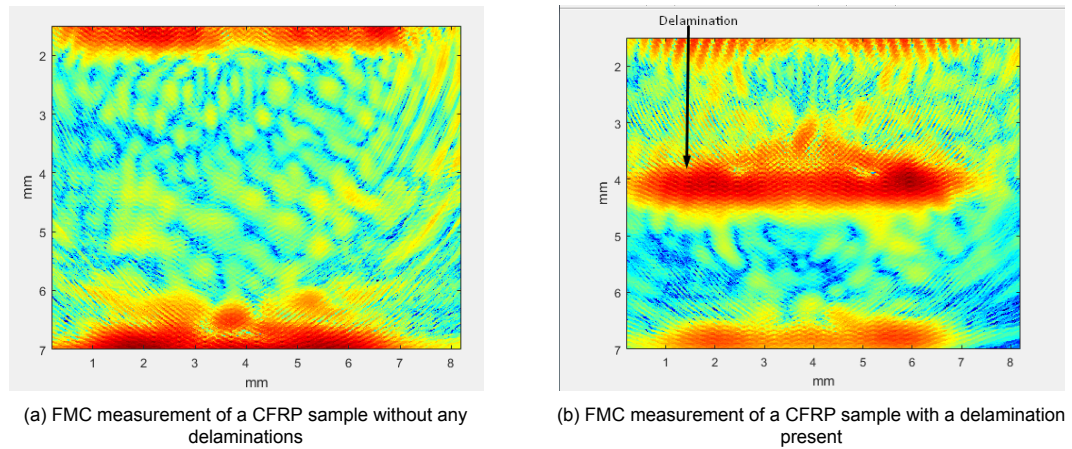 Delamination
2
3
4
5
6
7
mm
1 2 3 4 5 6 7 8
mm
2
3
4
5
6
7
mm
1 2 3 4 5 6 7 8
mm
(a) FMC measurement of a CFRP sample without any
delaminations
(b) FMC measurement of a CFRP sample with a delamination
present